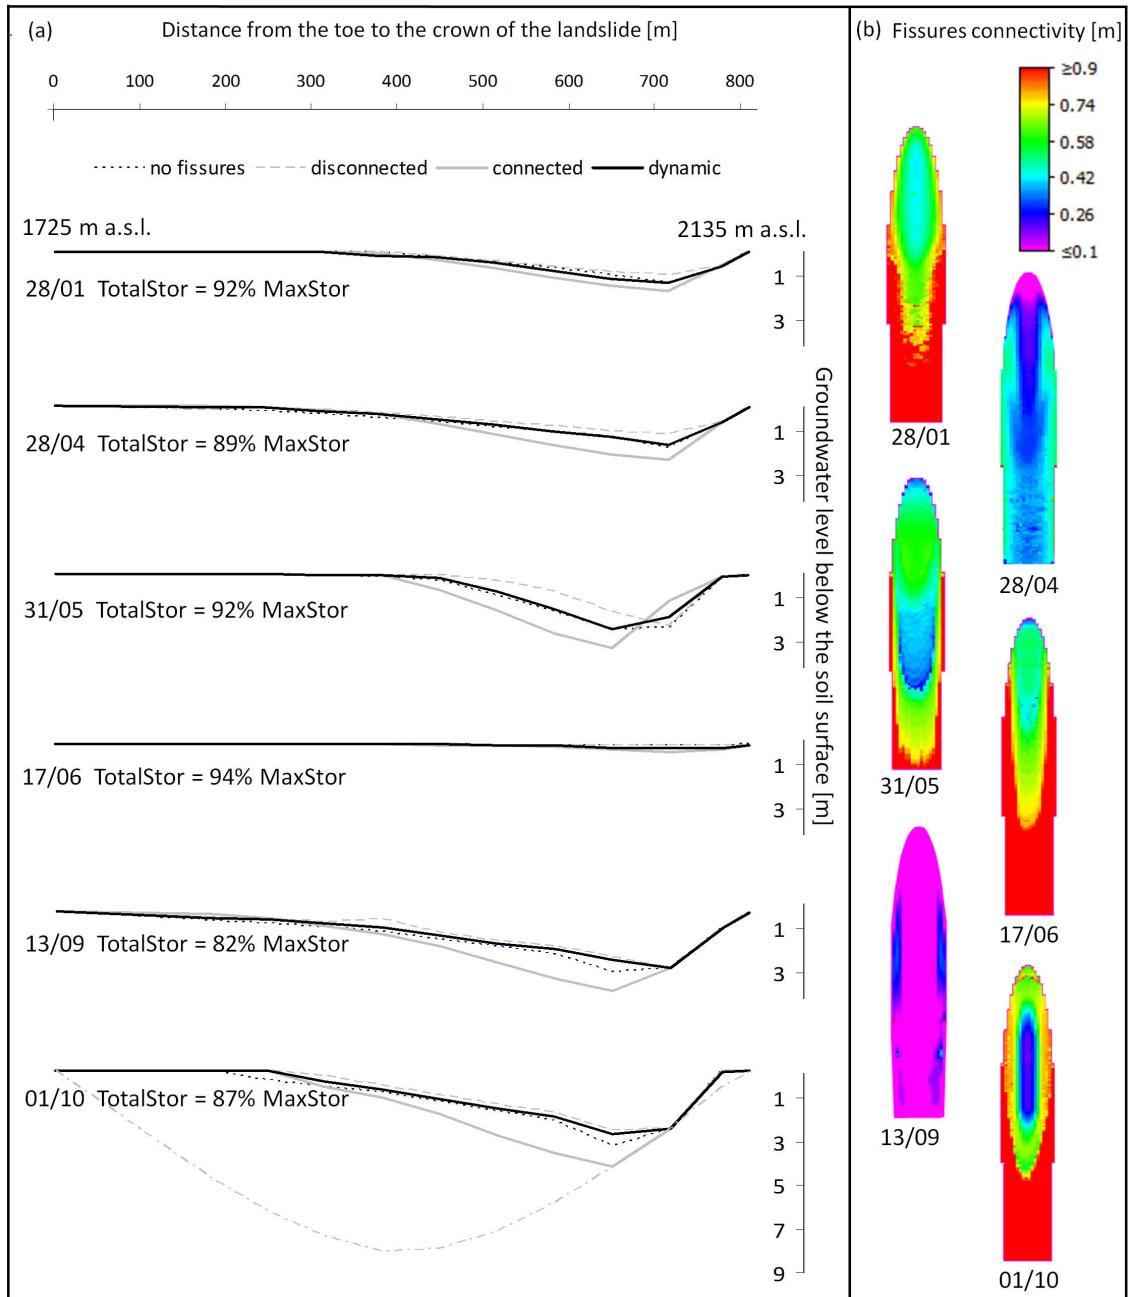 (a) Distance from the toe to the crown of the landslide [m]
0 100 200 300 400 500 600 700 800
no fissures disconnected connected dynamic
1725 m a.s.l. 2135 m a.s.l.
28/01 TotalStor = 92% MaxStor
1
3
28/04 TotalStor = 89% MaxStor
1
3
31/05 TotalStor = 92% MaxStor
1
3
17/06 TotalStor = 94% MaxStor
1
3
13/09 TotalStor = 82% MaxStor
1
3
01/10 TotalStor = 87% MaxStor
1
3
5
7
9
Groundwater level below the soil surface [m]
(b) Fissures connectivity [m]
≥0.9
0.74
0.58
0.42
0.26
≤0.1
28/01
28/04
31/05
17/06
13/09
01/10